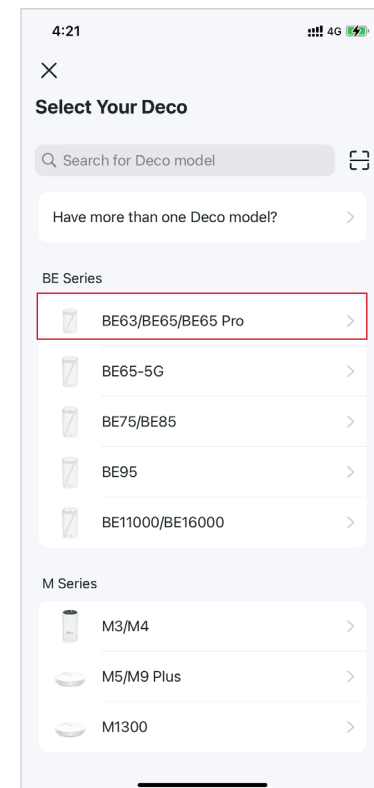 4:21
4G
Select Your Deco
Search for Deco model
Have more than one Deco model?
BE Series
BE63/BE65/BE65 Pro
BE65-5G
BE75/BE85
BE95
BE11000/BE16000
M Series
M3/M4
M5/M9 Plus
M1300